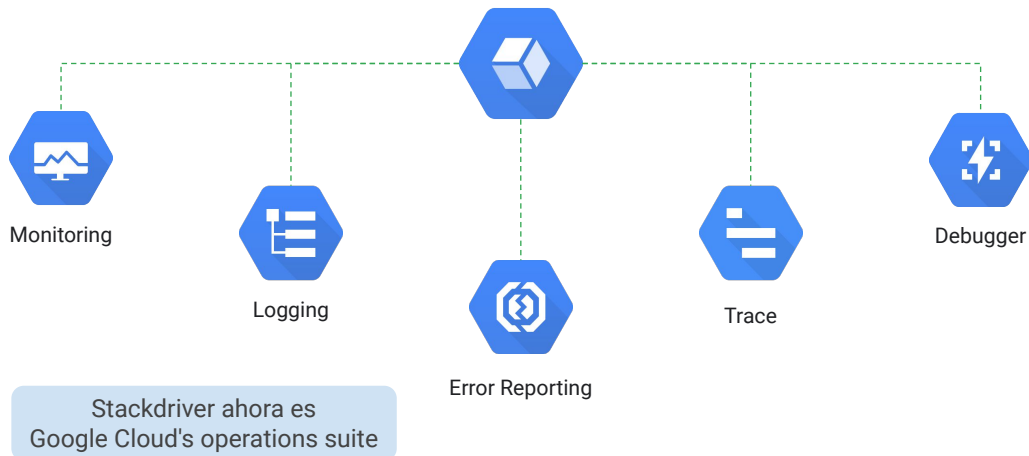 Monitoring
Logging
Error Reporting
Trace
Debugger
Stackdriver ahora es
Google Cloud's operations suite